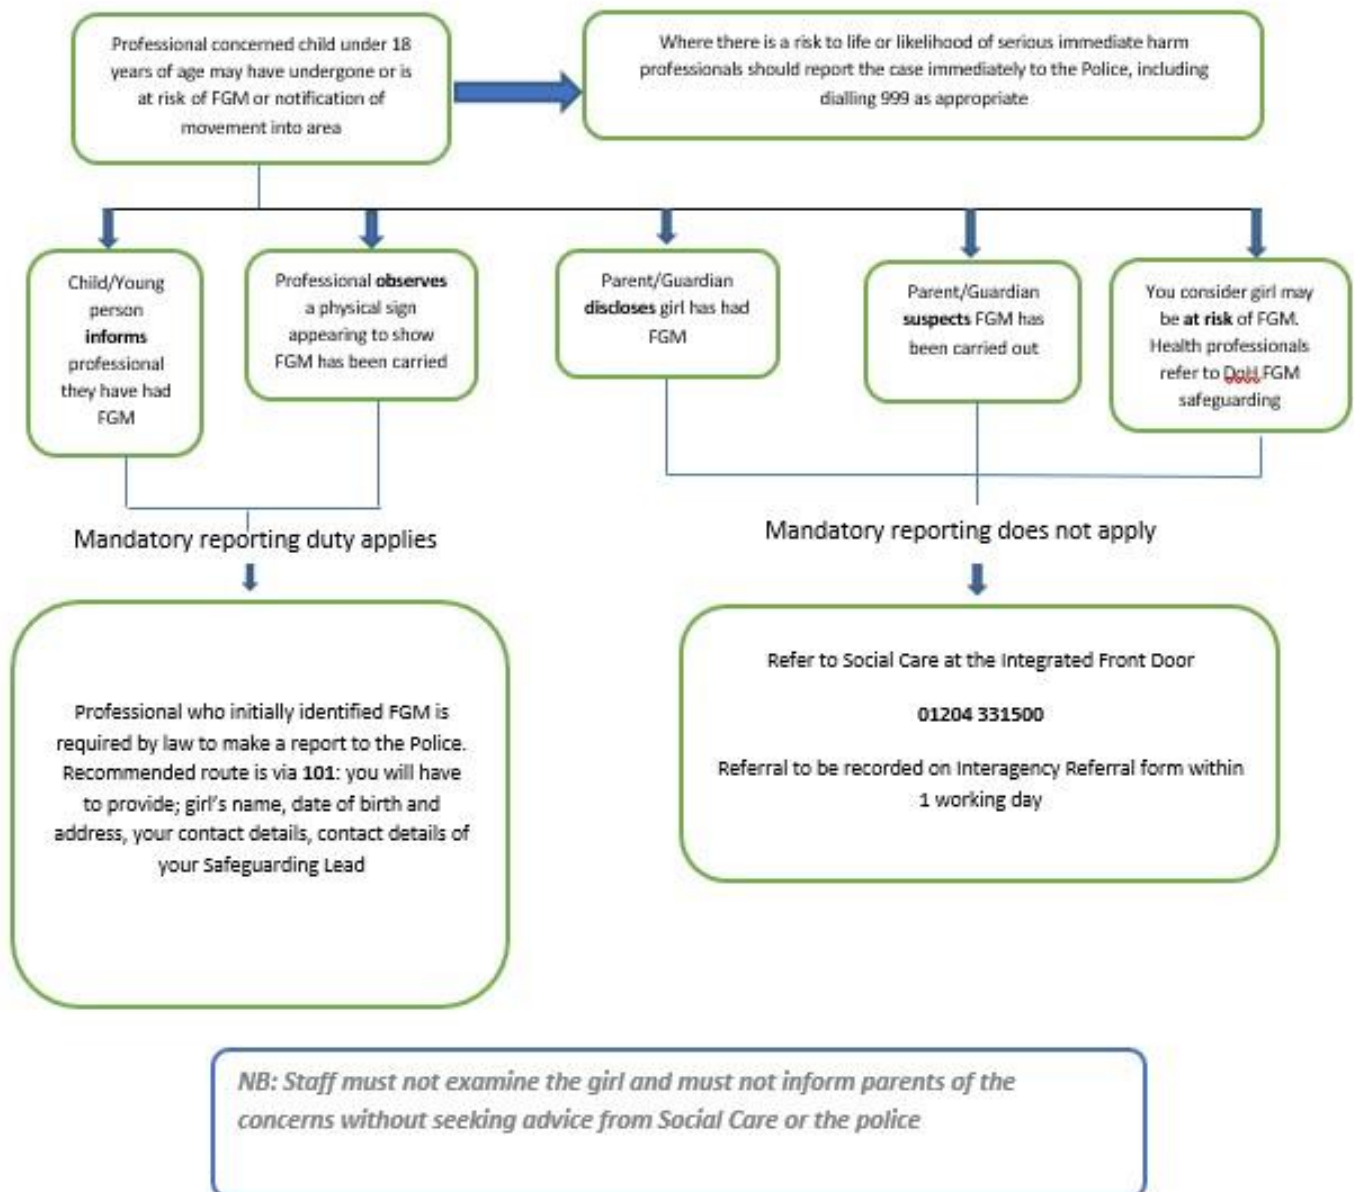 Professional concerned child under 18
years of age may have undergone or is
at risk of FGM or notification of
movement into area
Where there is a risk to life or likelihood of serious immediate harm
professionals should report the case immediately to the Police, including
dialling 999 as appropriate
Child/Young
person
informs
professional
they have had
FGM
Professional observes
a physical sign
appearing to show
FGM has been carried
Parent/Guardian
discloses girl has had
FGM
Parent/Guardian
suspects FGM has
been carried out
You consider girl may
be at risk of FGM.
Health professionals
refer to DoH FGM
safeguarding
Mandatory reporting duty applies
Mandatory reporting does not apply
Professional who initially identified FGM is
required by law to make a report to the Police.
Recommended route is via 101: you will have
to provide; girl's name, date of birth and
address, your contact details, contact details of
your Safeguarding Lead
Refer to Social Care at the Integrated Front Door
01204 331500
Referral to be recorded on Interagency Referral form within
1 working day
NB: Staff must not examine the girl and must not inform parents of the
concerns without seeking advice from Social Care or the police